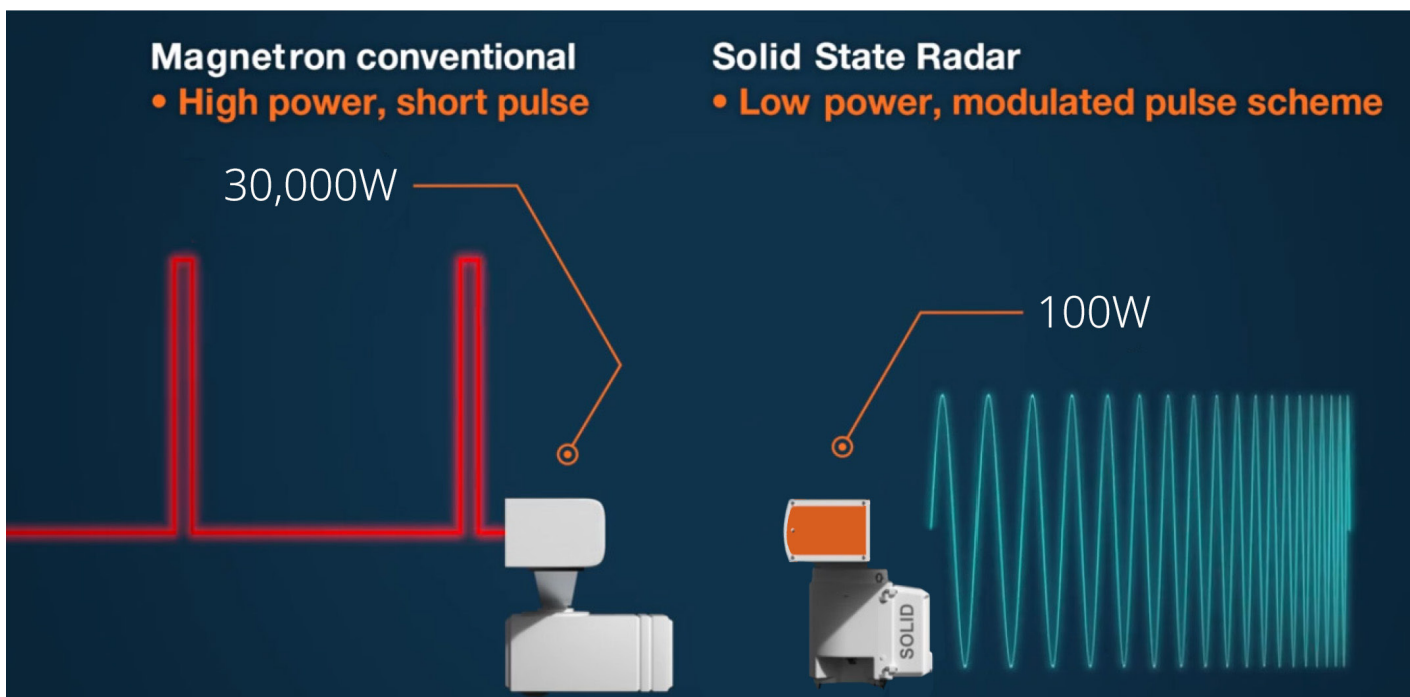 Magnetron conventional
• High power, short pulse
30,000W
Solid State Radar
• Low power, modulated pulse scheme
100W
SOLID